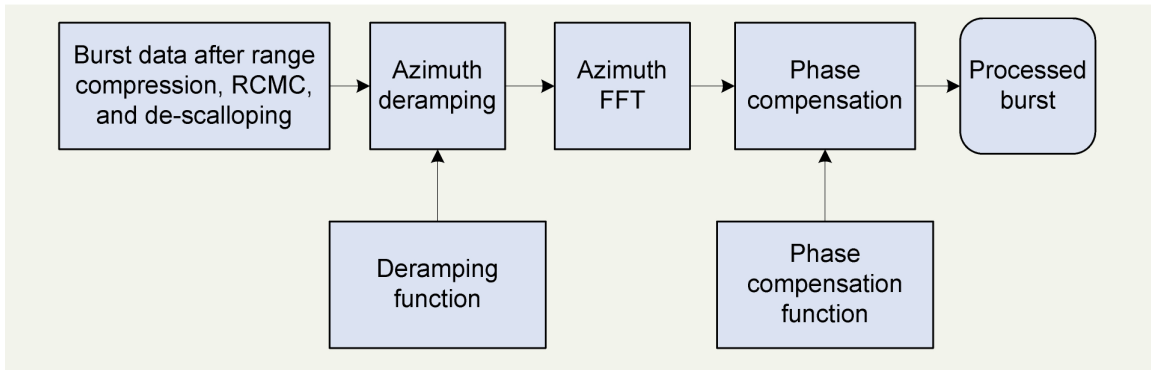 Burst data after range
compression, RCMC,
and de-scalloping
Azimuth
deramping
Azimuth
FFT
Phase
compensation
Processed
burst
Deramping
function
Phase
compensation
function